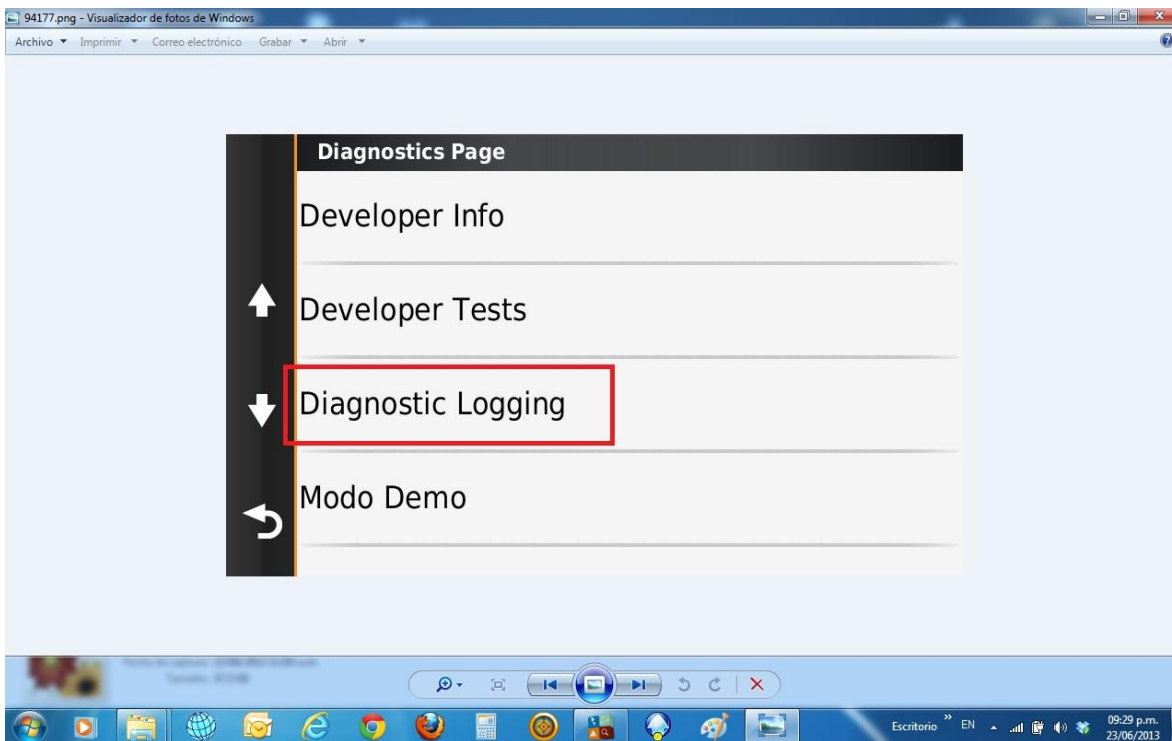 94177.png - Visualizador de fotos de Windows
Archivo Imprimir Correo electrónico Grabar Abrir
Diagnostics Page
Developer Info
Developer Tests
Diagnostic Logging
Modo Demo
Escritorio » EN 09:29 p.m.
23/06/2013